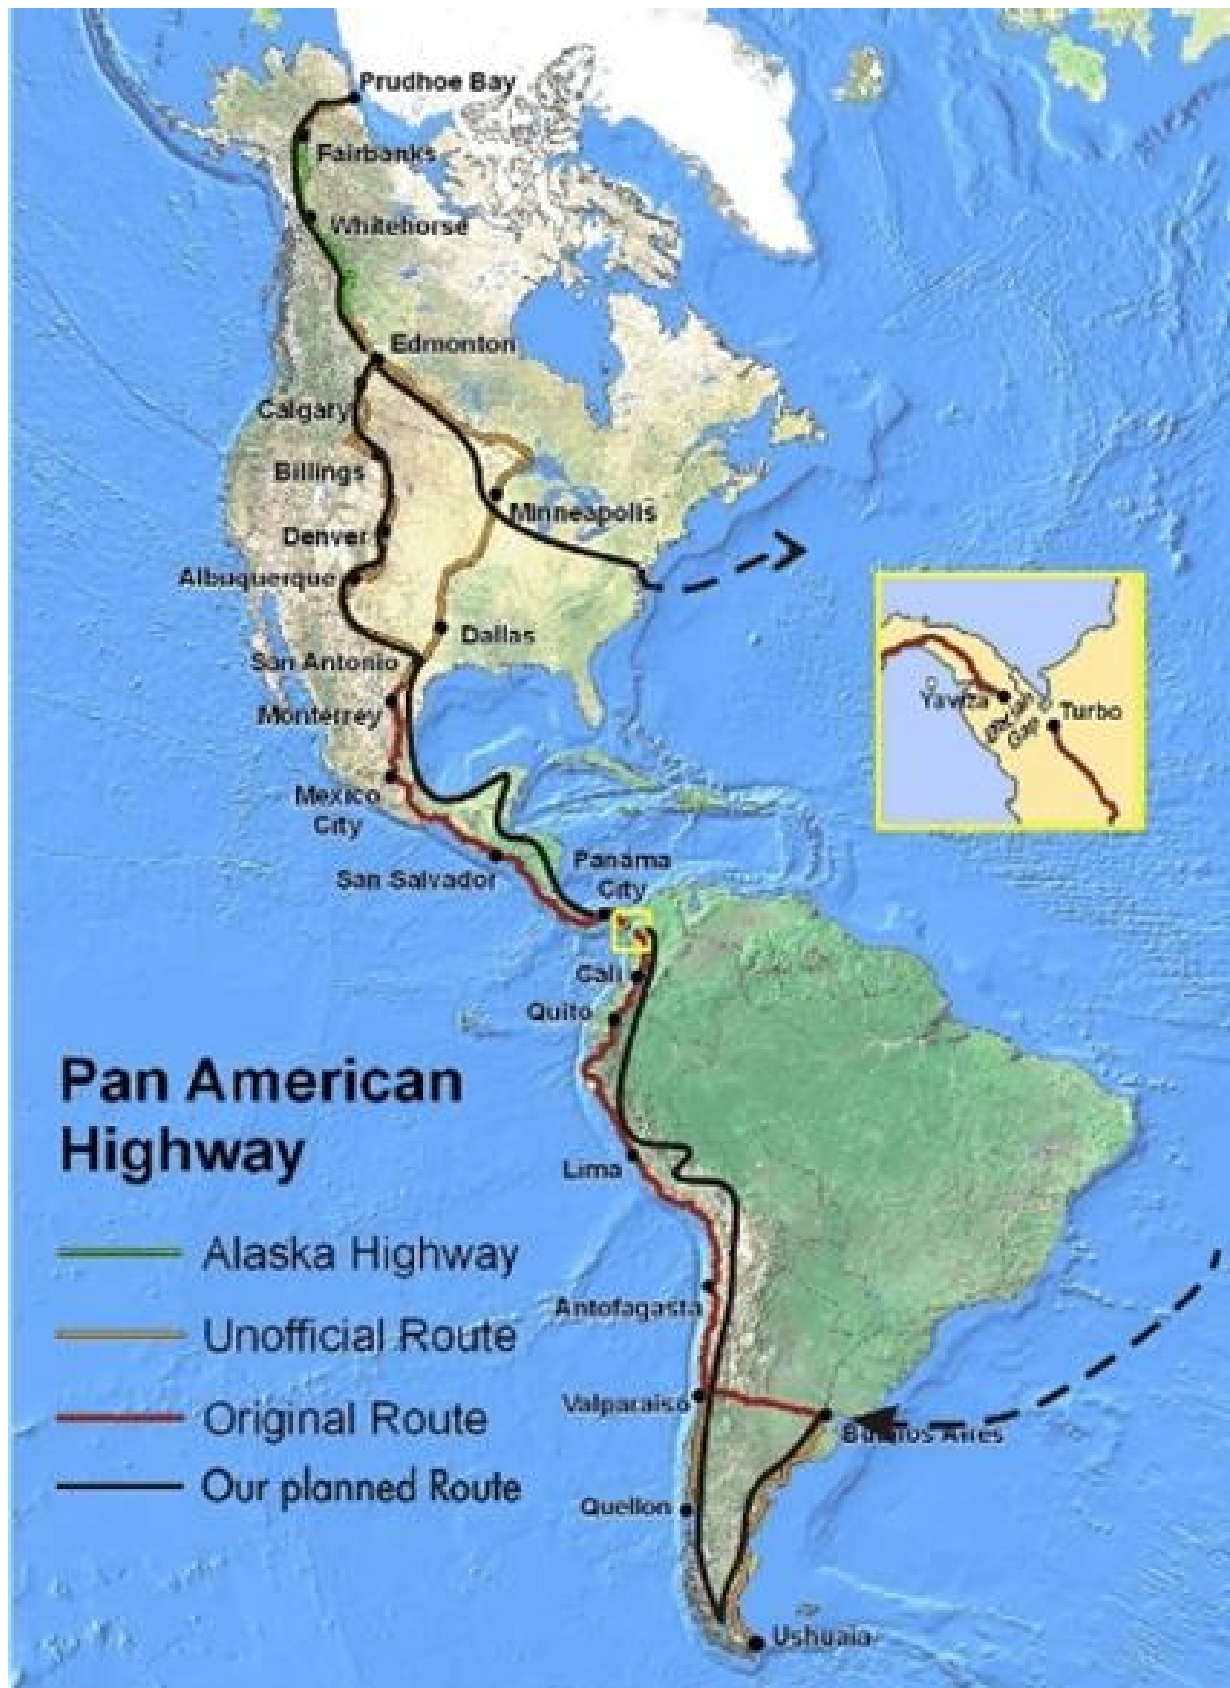 Prudhoe Bay
Fairbanks
Whitehorse
Edmonton
Calgary
Billings
Minneapolis
Denver
Albuquerque
Dallas
San Antonio
Monterrey
Yaviza
Darien
Gap
Turbo
Mexico
City
San Salvador
Panama
City
Cali
Quito
Pan American
Highway
Lima
Alaska Highway
Antofagasta
Unofficial Route
Valparaiso
Original Route
Buenos Aires
Our planned Route
Quellon
Ushuaia